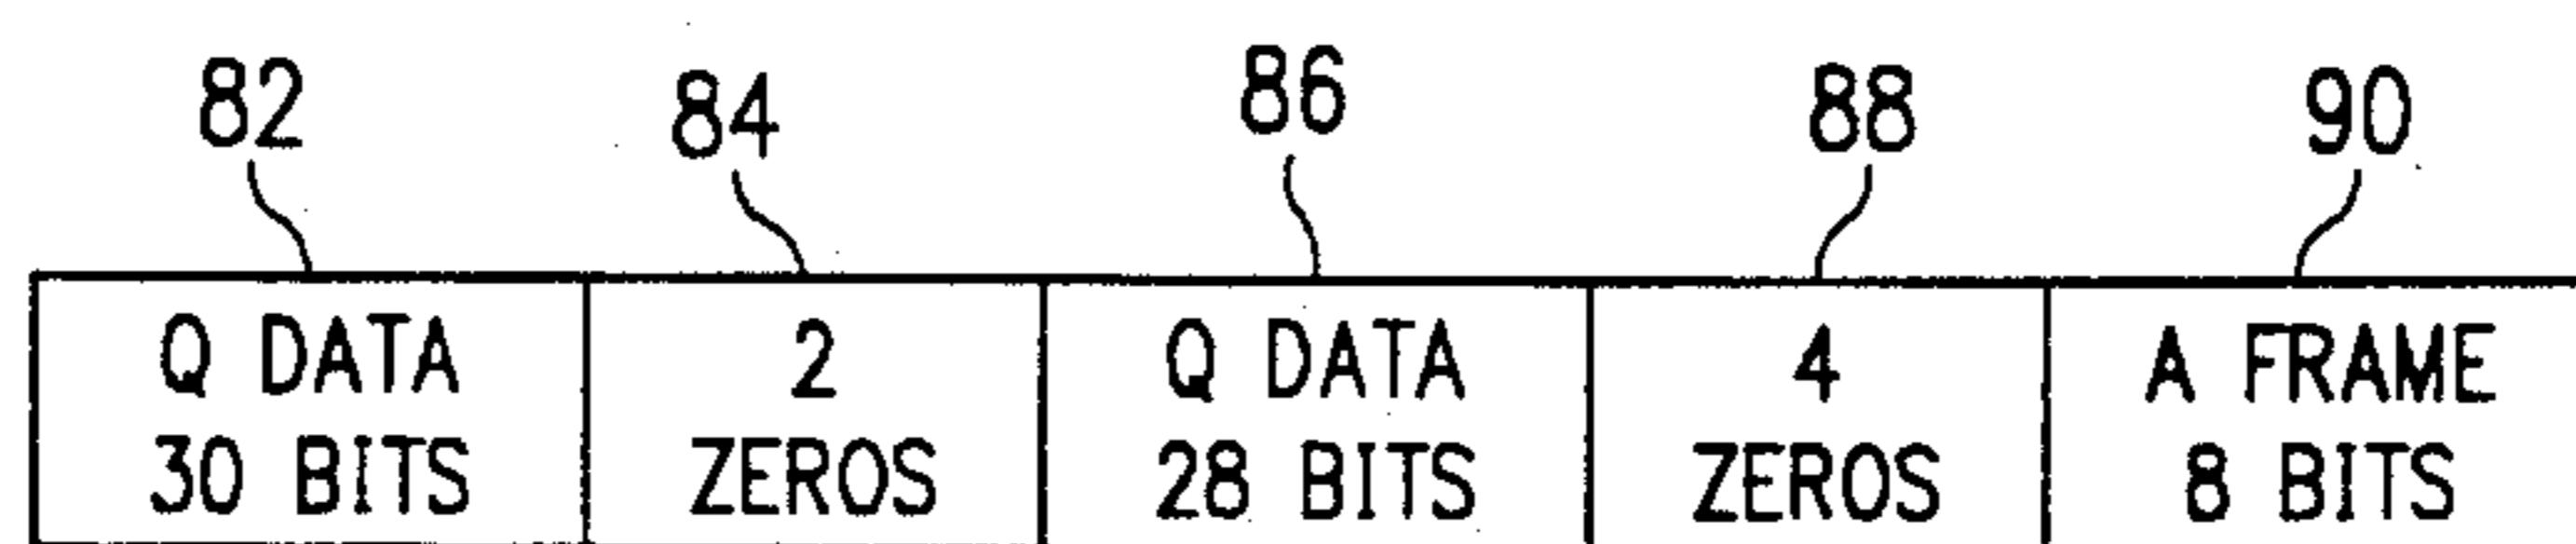 82 84 86 88 90
Q DATA 2 Q DATA 4 A FRAME
30 BITS ZEROS 28 BITS ZEROS 8 BITS